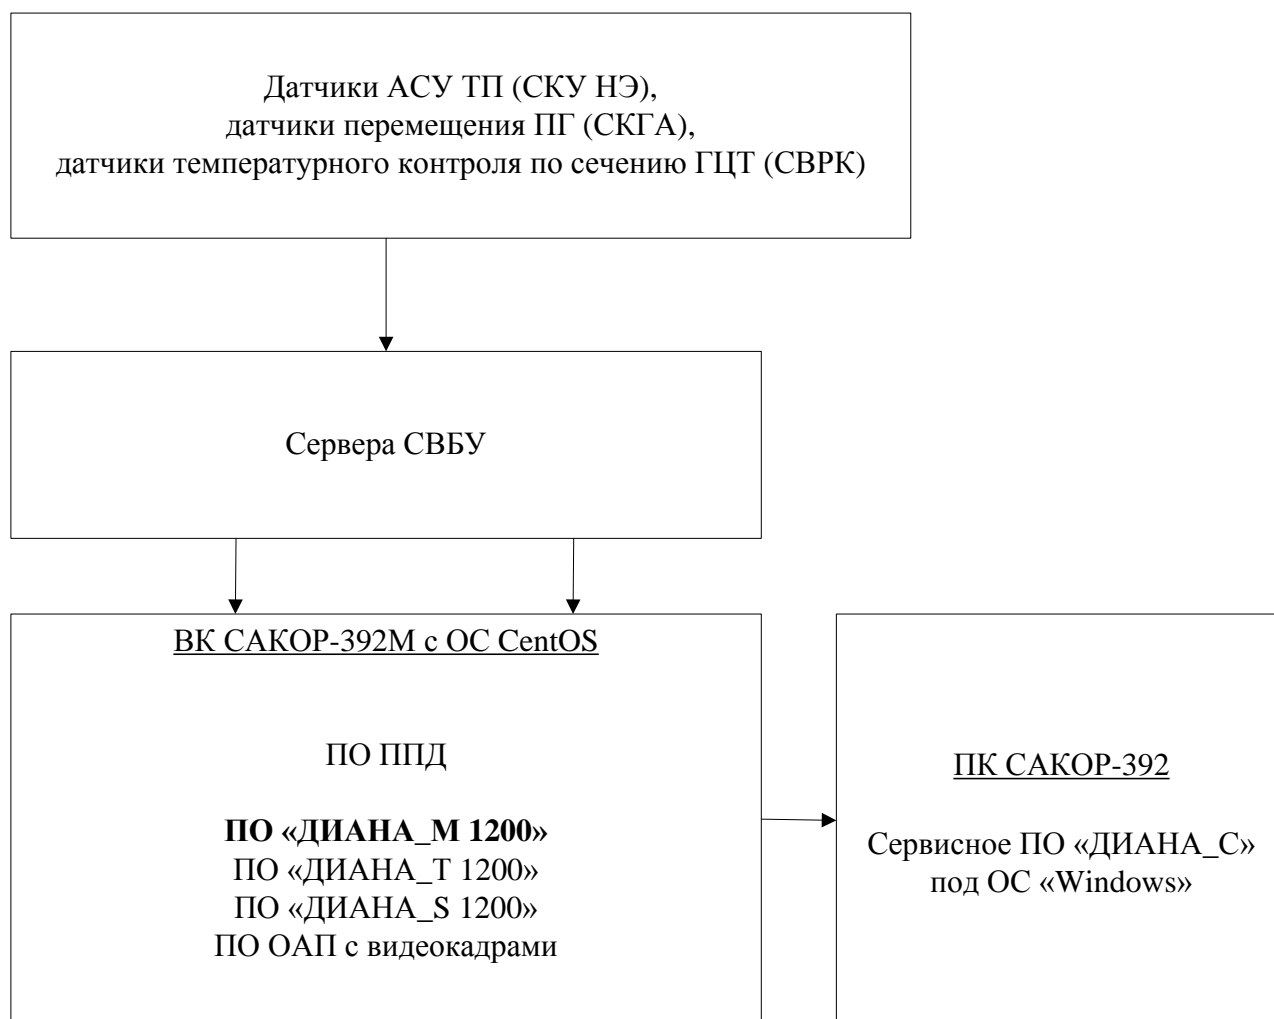 Датчики АСУ ТП (СКУ НЭ),
датчики перемещения ПГ (СКГА),
датчики температурного контроля по сечению ГЦТ (СВРК)
Сервера СВБУ
ВК САКОР-392М с ОС CentOS
ПО ППД
ПО «ДИАНА_М 1200»
ПО «ДИАНА_Т 1200»
ПО «ДИАНА_S 1200»
ПО ОАП с видеокадрами
ПК САКОР-392
Сервисное ПО «ДИАНА_С»
под ОС «Windows»